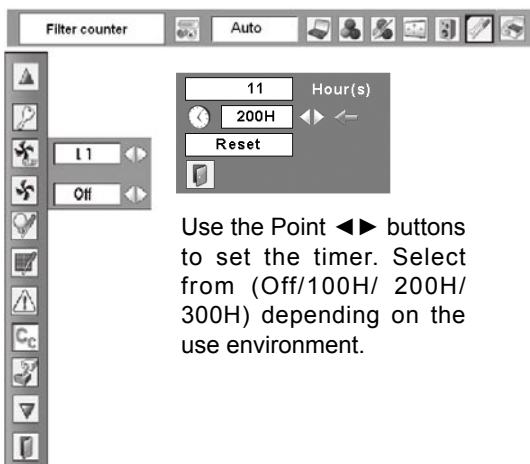 Filter counter
Auto
11 Hour(s)
200H
Reset
L1
Off
Cc
Use the Point ◄► buttons
to set the timer. Select
from (Off/100H/ 200H/
300H) depending on the
use environment.